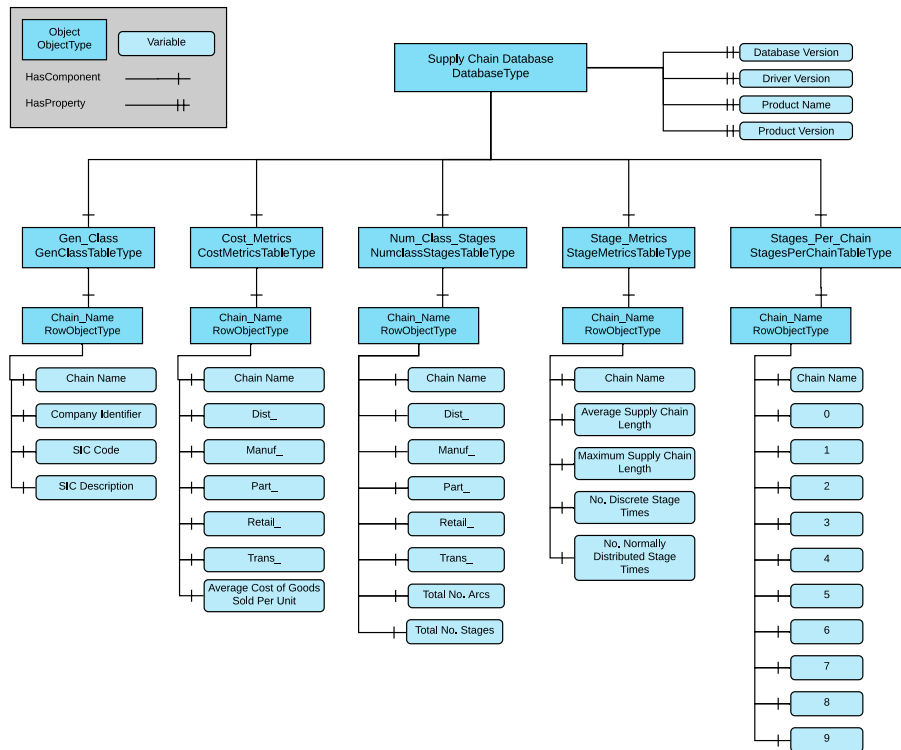 Object
ObjectType
Variable
HasComponent
HasProperty
Supply Chain Database
DatabaseType
Database Version
Driver Version
Product Name
Product Version
Gen_Class
GenClassTableType
Cost_Metrics
CostMetricsTableType
Num_Class_Stages
NumclassStagesTableType
Stage_Metrics
StageMetricsTableType
Stages_Per_Chain
StagesPerChainTableType
Chain_Name
RowObjectType
Chain_Name
RowObjectType
Chain_Name
RowObjectType
Chain_Name
RowObjectType
Chain_Name
RowObjectType
Chain Name
Company Identifier
SIC Code
SIC Description
Chain Name
Dist_
Manuf_
Part_
Retail_
Trans_
Average Cost of Goods
Sold Per Unit
Chain Name
Dist_
Manuf_
Part_
Retail_
Trans_
Total No. Arcs
Total No. Stages
Chain Name
Average Supply Chain
Length
Maximum Supply Chain
Length
No. Discrete Stage
Times
No. Normally
Distributed Stage
Times
Chain Name
0
1
2
3
4
5
6
7
8
9